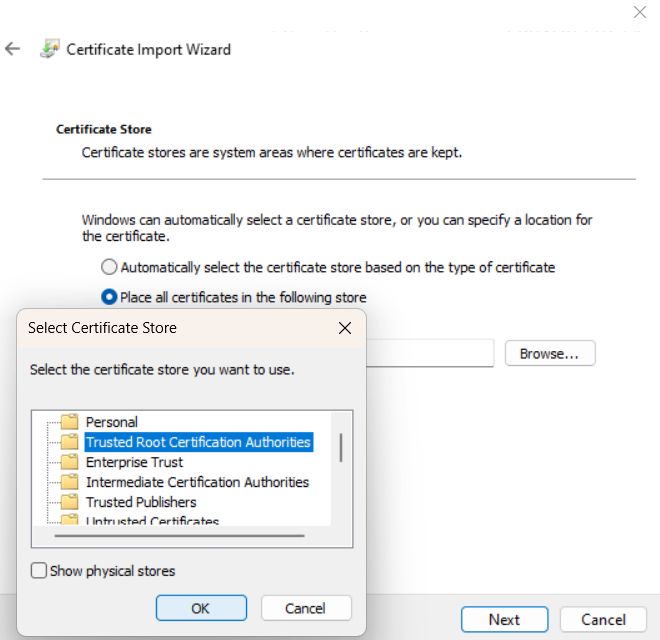 Certificate Import Wizard
Certificate Store
Certificate stores are system areas where certificates are kept.
Windows can automatically select a certificate store, or you can specify a location for
the certificate.
Automatically select the certificate store based on the type of certificate
Place all certificates in the following store
Browse...
Select Certificate Store
Select the certificate store you want to use.
Personal
Trusted Root Certification Authorities
Enterprise Trust
Intermediate Certification Authorities
Trusted Publishers
Untrusted Certificates
Show physical stores
OK
Cancel
Next
Cancel